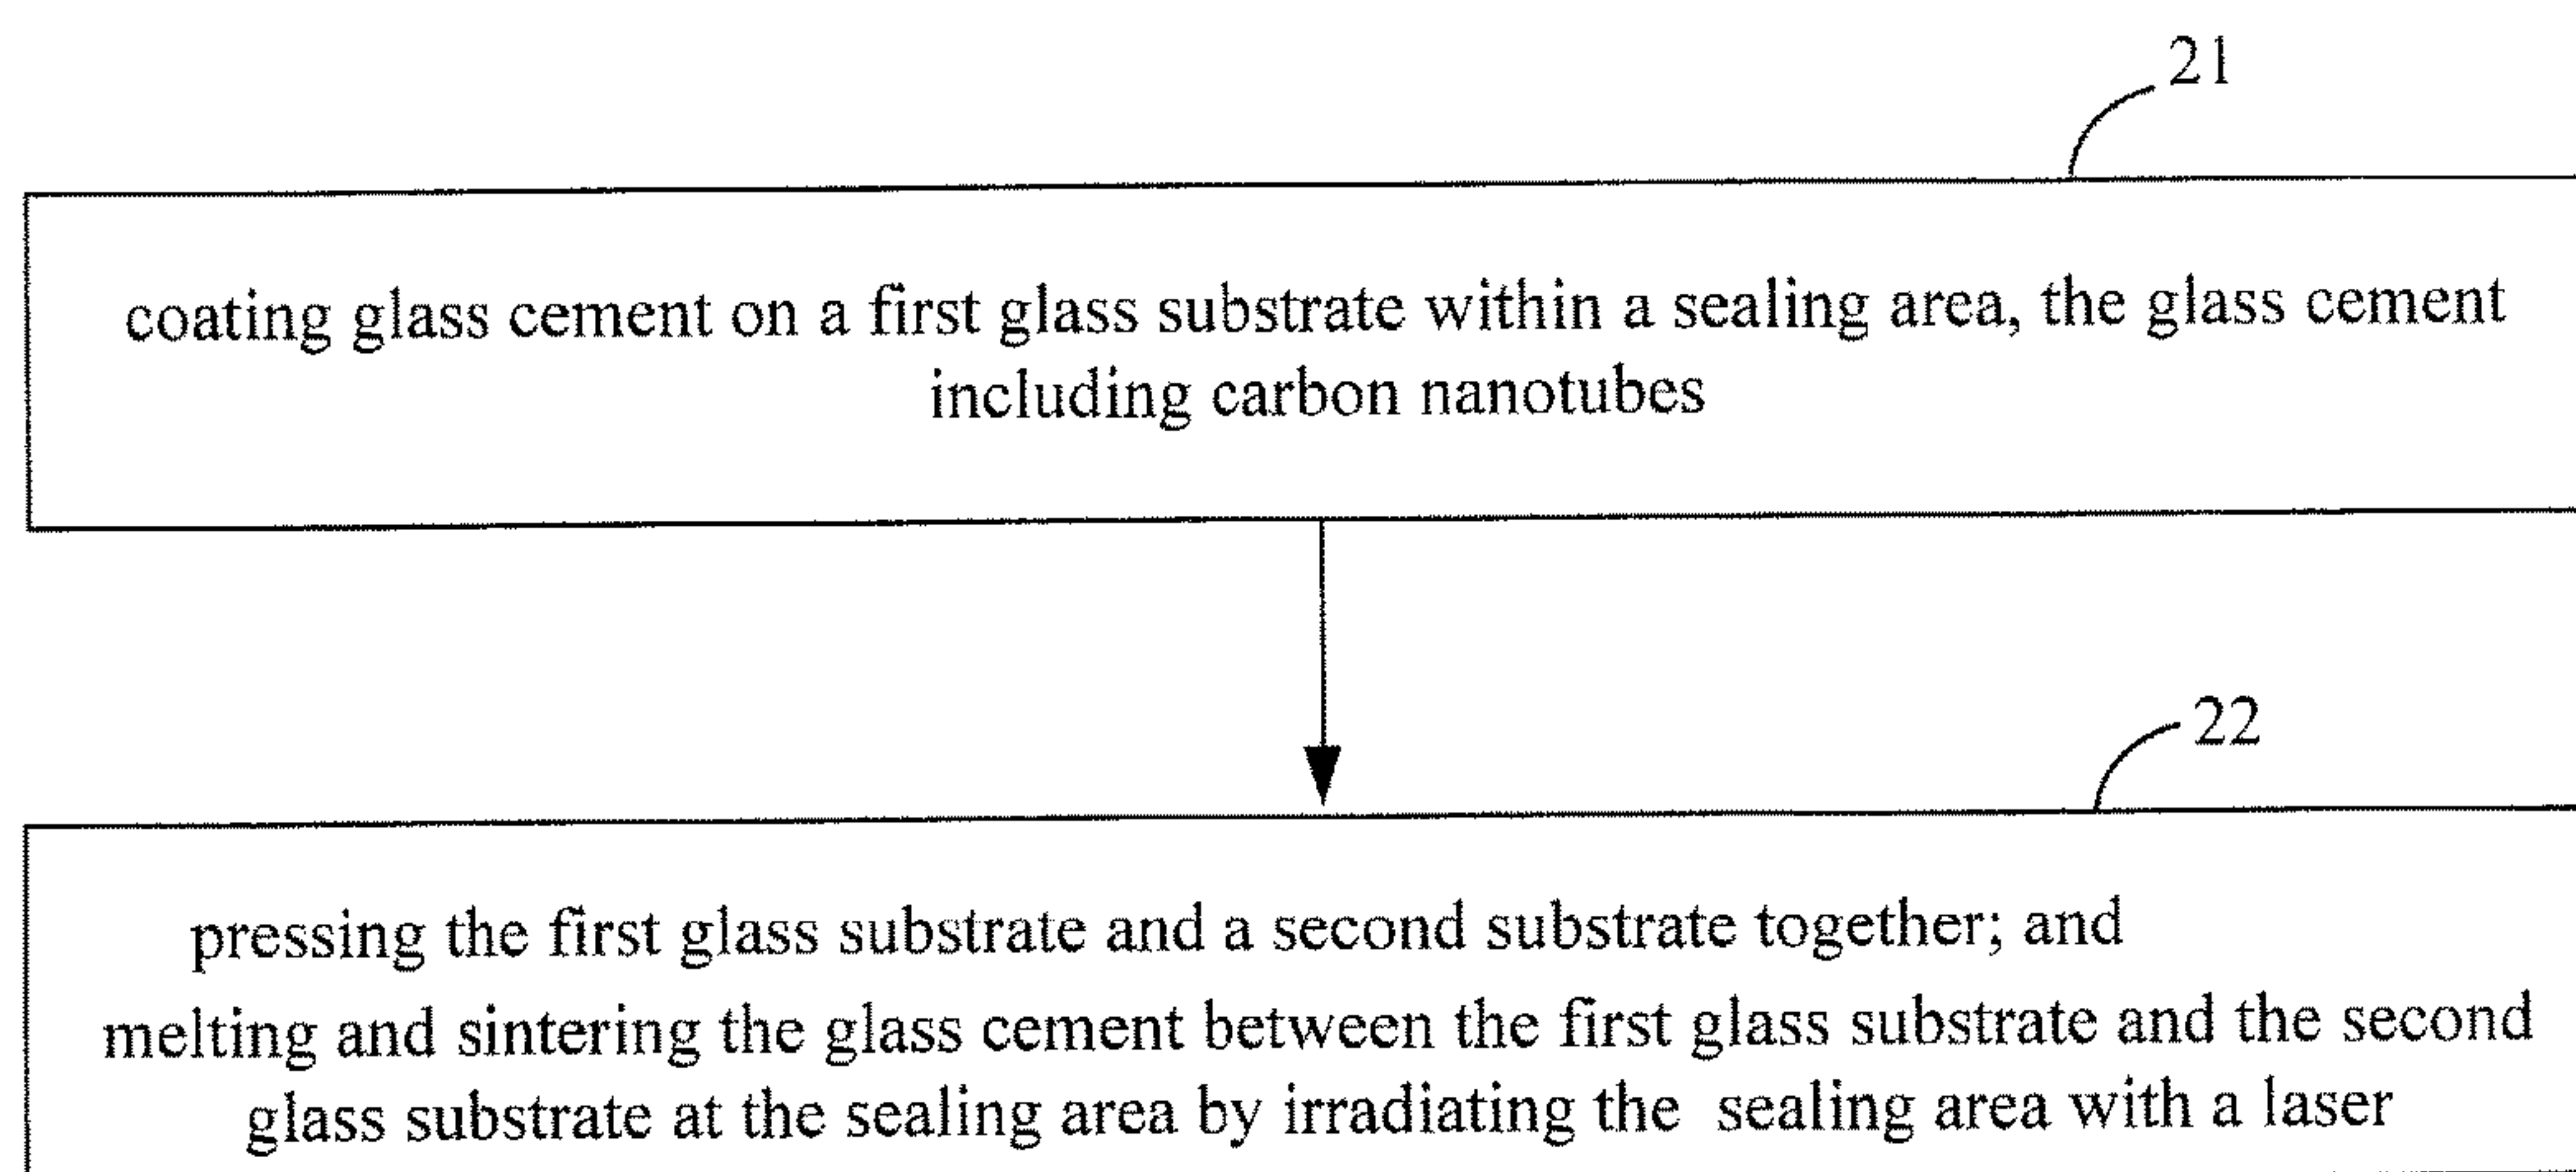 21
coating glass cement on a first glass substrate within a sealing area, the glass cement
including carbon nanotubes
22
pressing the first glass substrate and a second substrate together; and
melting and sintering the glass cement between the first glass substrate and the second
glass substrate at the sealing area by irradiating the sealing area with a laser